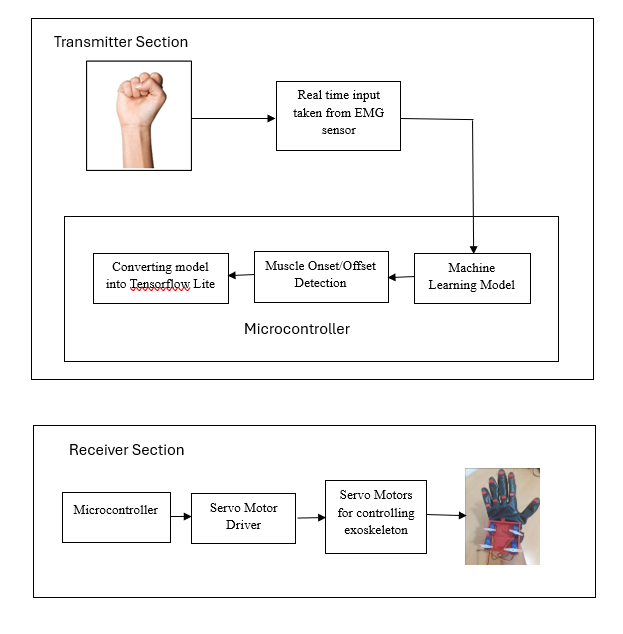 Transmitter Section
Real time input
taken from EMG
sensor
Converting model
into Tensorflow Lite
Muscle Onset/Offset
Detection
Machine
Learning Model
Microcontroller
Receiver Section
Microcontroller
Servo Motor
Driver
Servo Motors
for controlling
exoskeleton